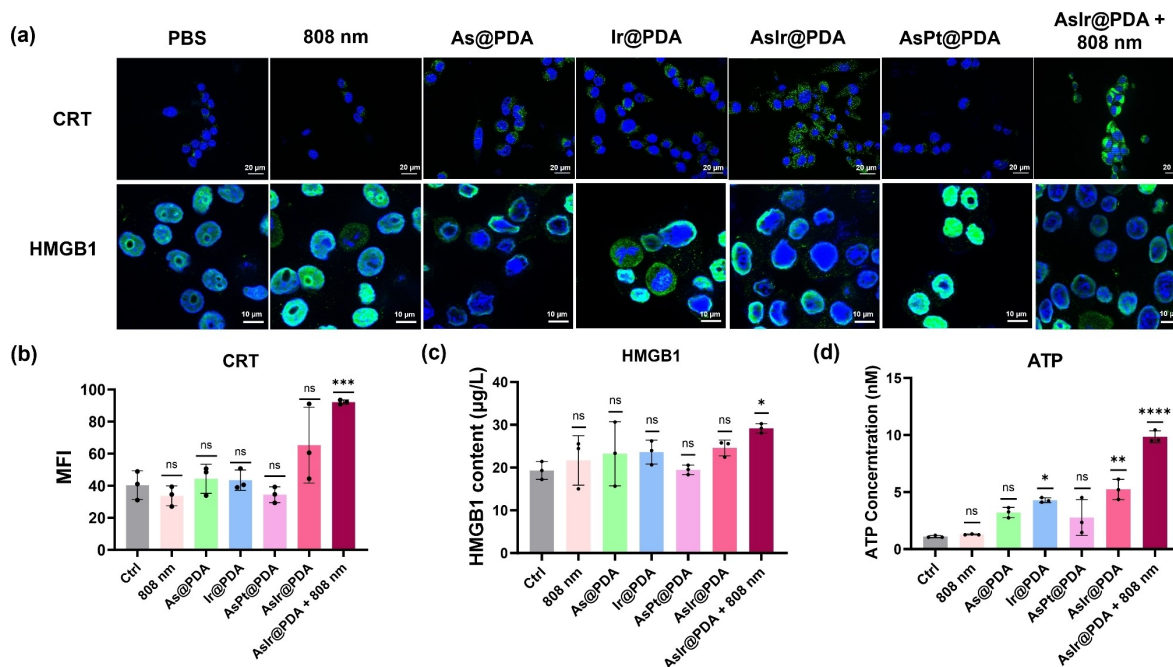 (a)
PBS
808 nm
As@PDA
Ir@PDA
AsIr@PDA
AsPt@PDA
AsIr@PDA +
808 nm
CRT
20 μm
20 μm
20 μm
20 μm
20 μm
20 μm
20 μm
HMGB1
10 μm
10 μm
10 μm
10 μm
10 μm
10 μm
10 μm
(b)
CRT
MFI
100
80
60
40
20
0
ns
ns
ns
ns
ns
***
Ctrl
808 nm
As@PDA
Ir@PDA
AsPt@PDA
AsIr@PDA
AsIr@PDA + 808 nm
(c)
HMGB1
HMGB1 content (μg/L)
40
30
20
10
0
ns
ns
ns
ns
ns
*
Ctrl
808 nm
As@PDA
Ir@PDA
AsPt@PDA
AsIr@PDA
AsIr@PDA + 808 nm
(d)
ATP
ATP Concerntration (nM)
15
10
5
0
ns
ns
*
ns
**
****
Ctrl
808 nm
As@PDA
Ir@PDA
AsPt@PDA
AsIr@PDA
AsIr@PDA + 808 nm